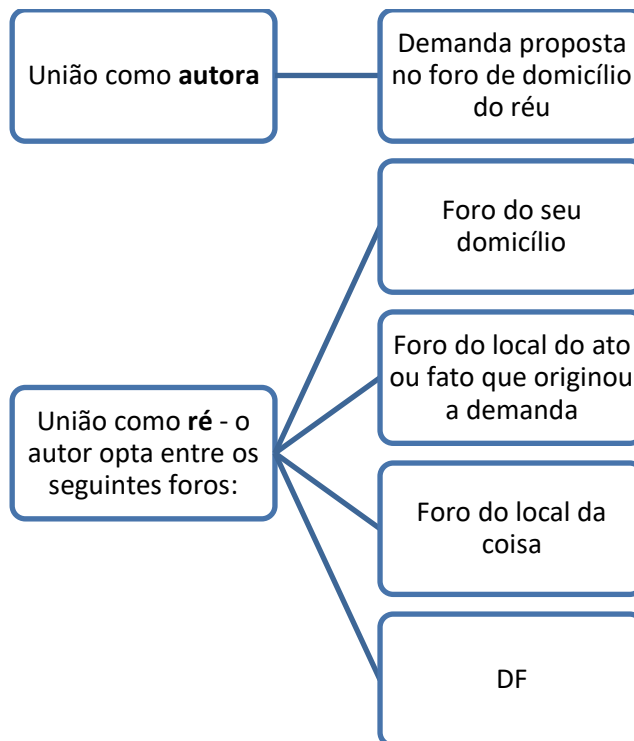 União como autora
Demanda proposta
no foro de domicílio
do réu
União como ré - o
autor opta entre os
seguintes foros:
Foro do seu
domicílio
Foro do local do ato
ou fato que originou
a demanda
Foro do local da
coisa
DF